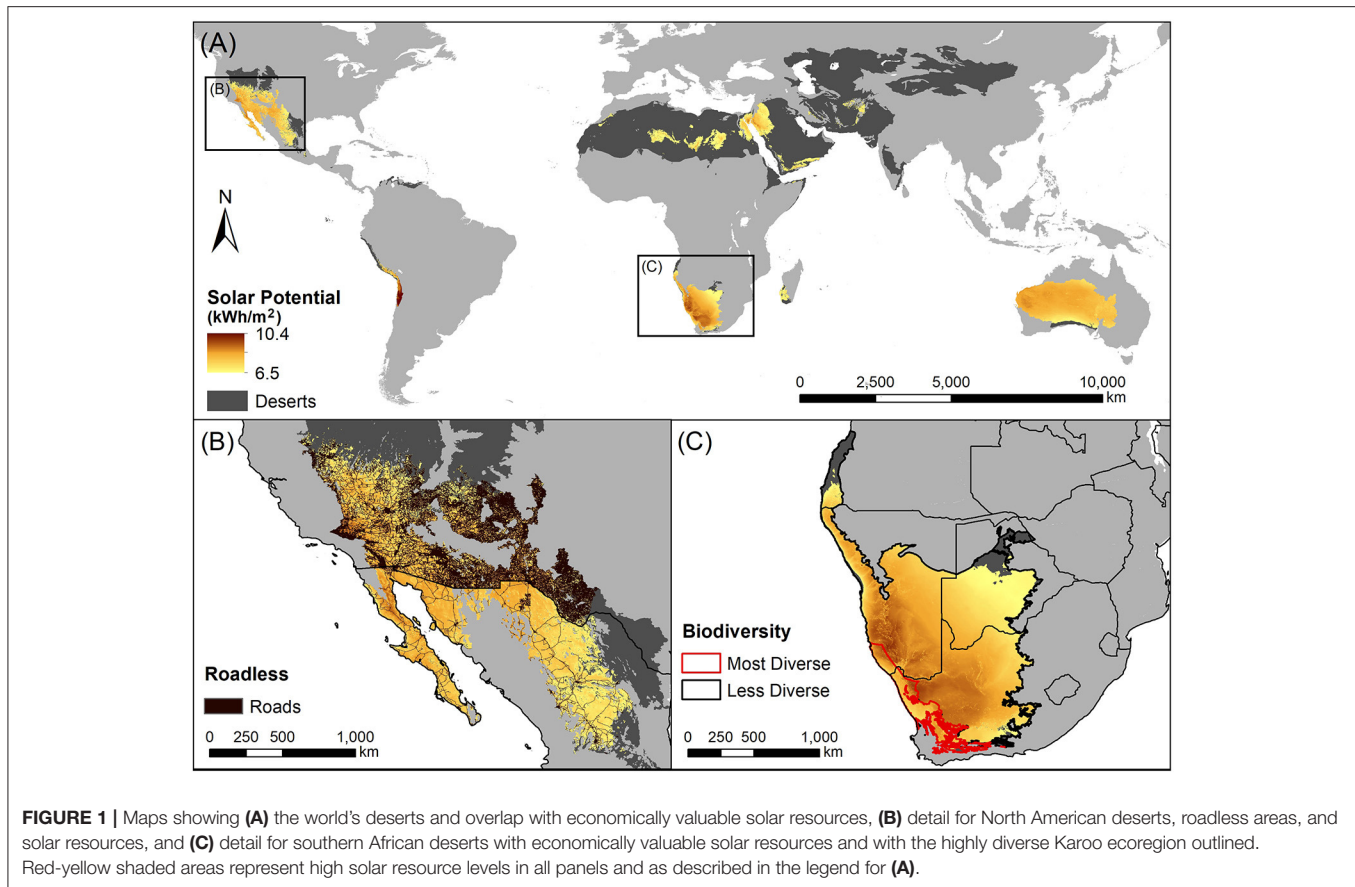 (A)
(B)
(C)
N
Solar Potential
(kWh/m²)
10.4
6.5
Deserts
0 2,500 5,000 10,000
km
(B)
Roadless
Roads
0 250 500 1,000
km
(C)
Biodiversity
Most Diverse
Less Diverse
0 250 500 1,000
km
FIGURE 1 | Maps showing (A) the world's deserts and overlap with economically valuable solar resources, (B) detail for North American deserts, roadless areas, and
solar resources, and (C) detail for southern African deserts with economically valuable solar resources and with the highly diverse Karoo ecoregion outlined.
Red-yellow shaded areas represent high solar resource levels in all panels and as described in the legend for (A).